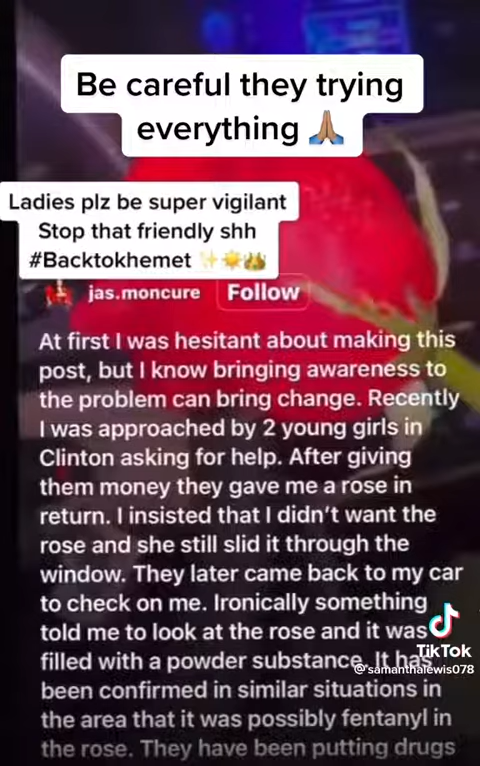 Be careful they trying
everything 🙏🏽
Ladies plz be super vigilant
Stop that friendly shh
#Backtokhemet ✨☀️👑
jas.moncure Follow
At first I was hesitant about making this
post, but I know bringing awareness to
the problem can bring change. Recently
I was approached by 2 young girls in
Clinton asking for help. After giving
them money they gave me a rose in
return. I insisted that I didn't want the
rose and she still slid it through the
window. They later came back to my car
to check on me. Ironically something
told me to look at the rose and it was
filled with a powder substance. It has
been confirmed in similar situations in
the area that it was possibly fentanyl in
the rose. They have been putting drugs
TikTok
@samanthalewis078